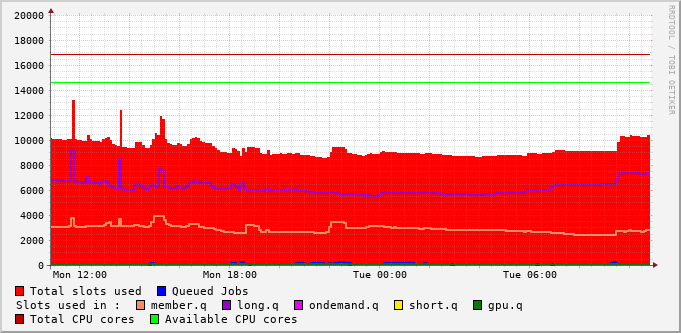 20000
18000
16000
14000
12000
10000
8000
6000
4000
2000
0
Mon 12:00 Mon 18:00 Tue 00:00 Tue 06:00
RRDTOOL / TOBI OETIKER
Total slots used Queued Jobs
Slots used in : member.q long.q ondemand.q short.q gpu.q
Total CPU cores Available CPU cores